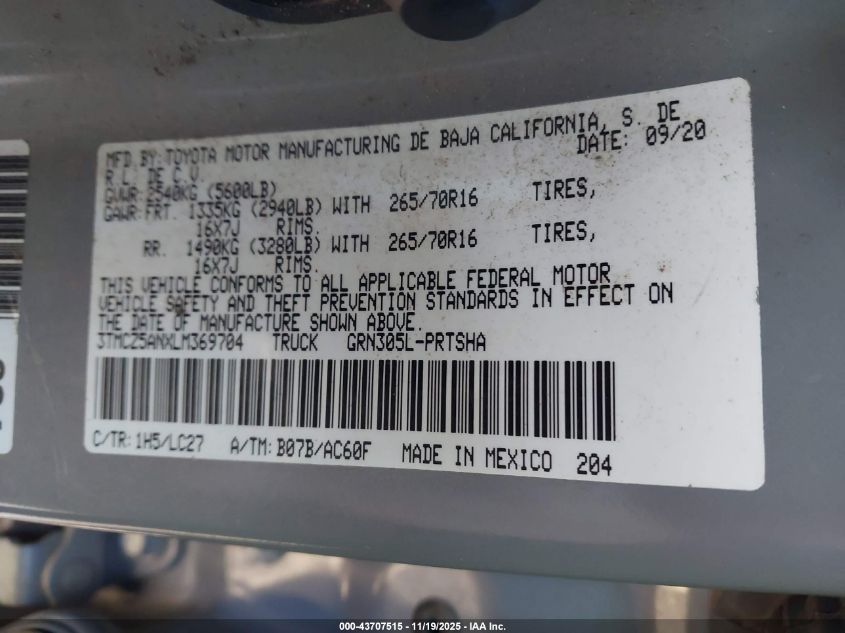 MFD. BY: TOYOTA MOTOR MANUFACTURING DE BAJA CALIFORNIA, S. DE
R.L. DE C.V. DATE: 09/20
GVWR 2540KG (5600LB)
GAWR: FRT. 1335KG (2940LB) WITH 265/70R16 TIRES,
16X7J RIMS.
RR. 1490KG (3280LB) WITH 265/70R16 TIRES,
16X7J RIMS.
THIS VEHICLE CONFORMS TO ALL APPLICABLE FEDERAL MOTOR
VEHICLE SAFETY AND THEFT PREVENTION STANDARDS IN EFFECT ON
THE DATE OF MANUFACTURE SHOWN ABOVE.
3TMCZ5ANXLM369704 TRUCK GRN305L-PRTSHA
C/TR: 1H5/LC27 A/TM: B07B/AC60F MADE IN MEXICO 204
000-43707515 - 11/19/2025 - IAA Inc.